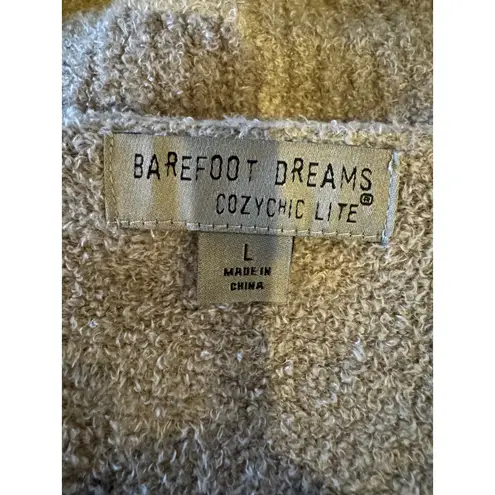 BAREFOOT DREAMS
COZYCHIC LITE®
L
MADE IN
CHINA